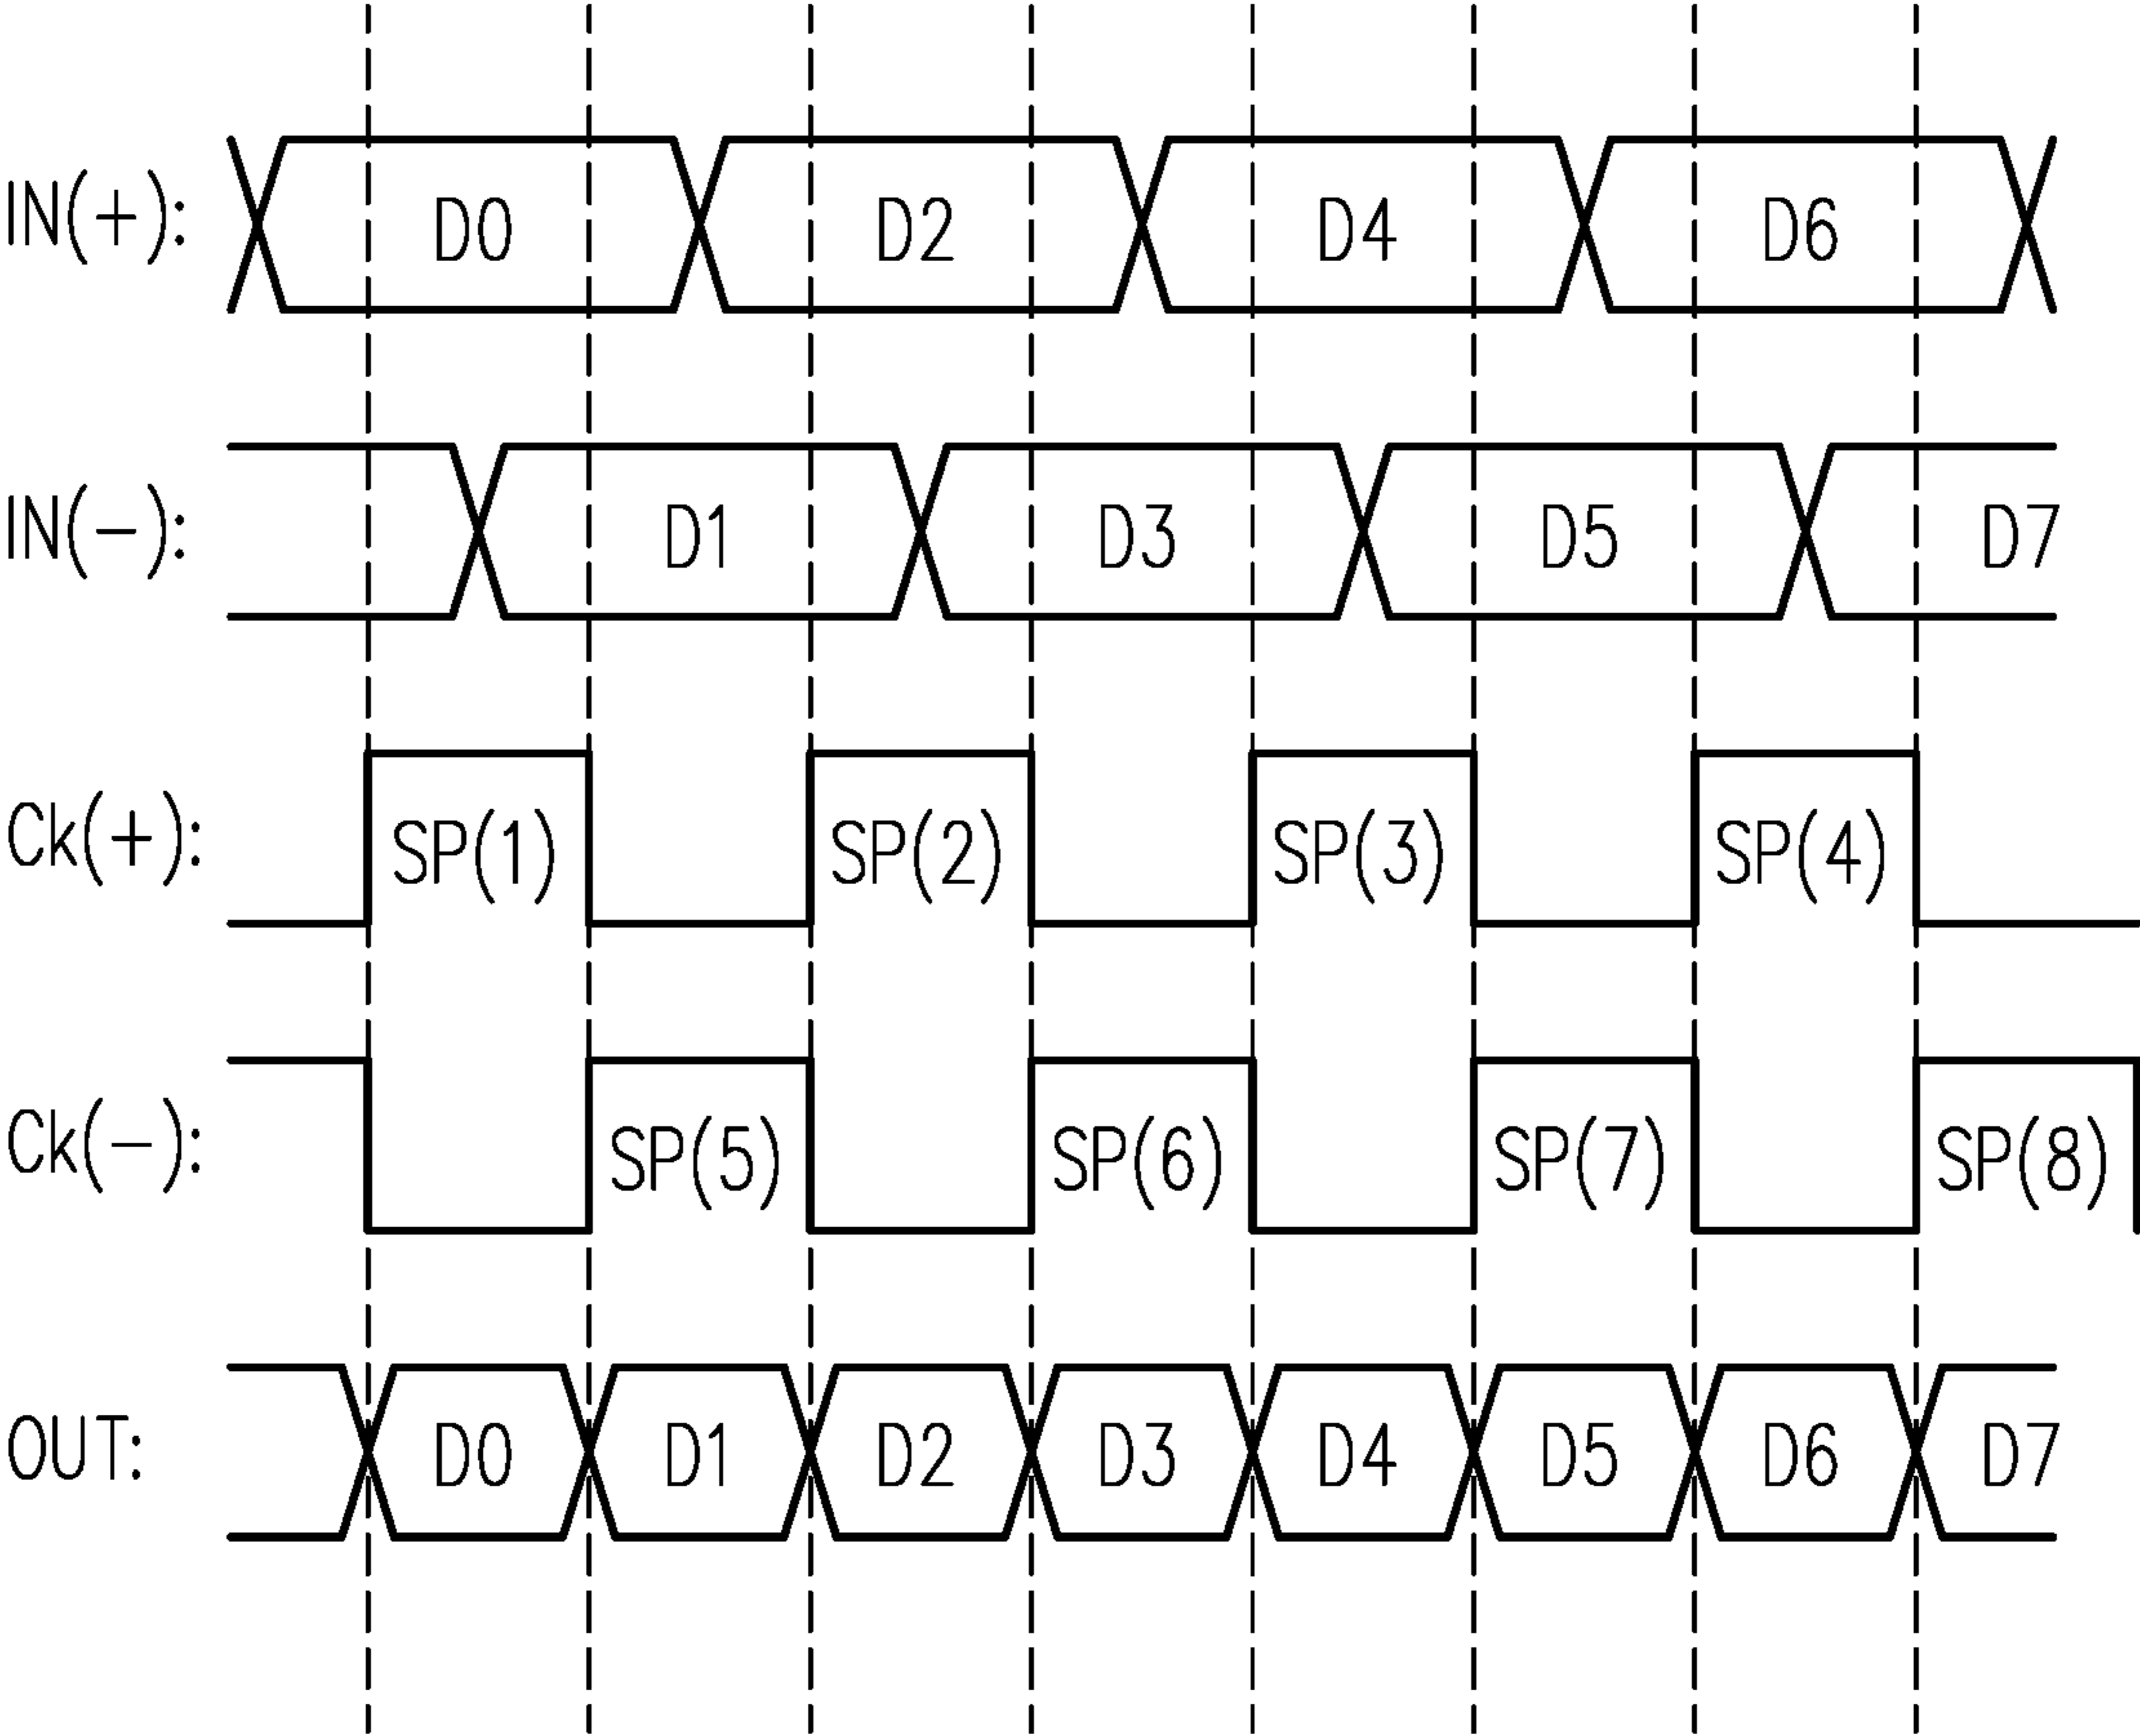 IN(+): D0 D2 D4 D6
IN(-): D1 D3 D5 D7
Ck(+): SP(1) SP(2) SP(3) SP(4)
Ck(-): SP(5) SP(6) SP(7) SP(8)
OUT: D0 D1 D2 D3 D4 D5 D6 D7